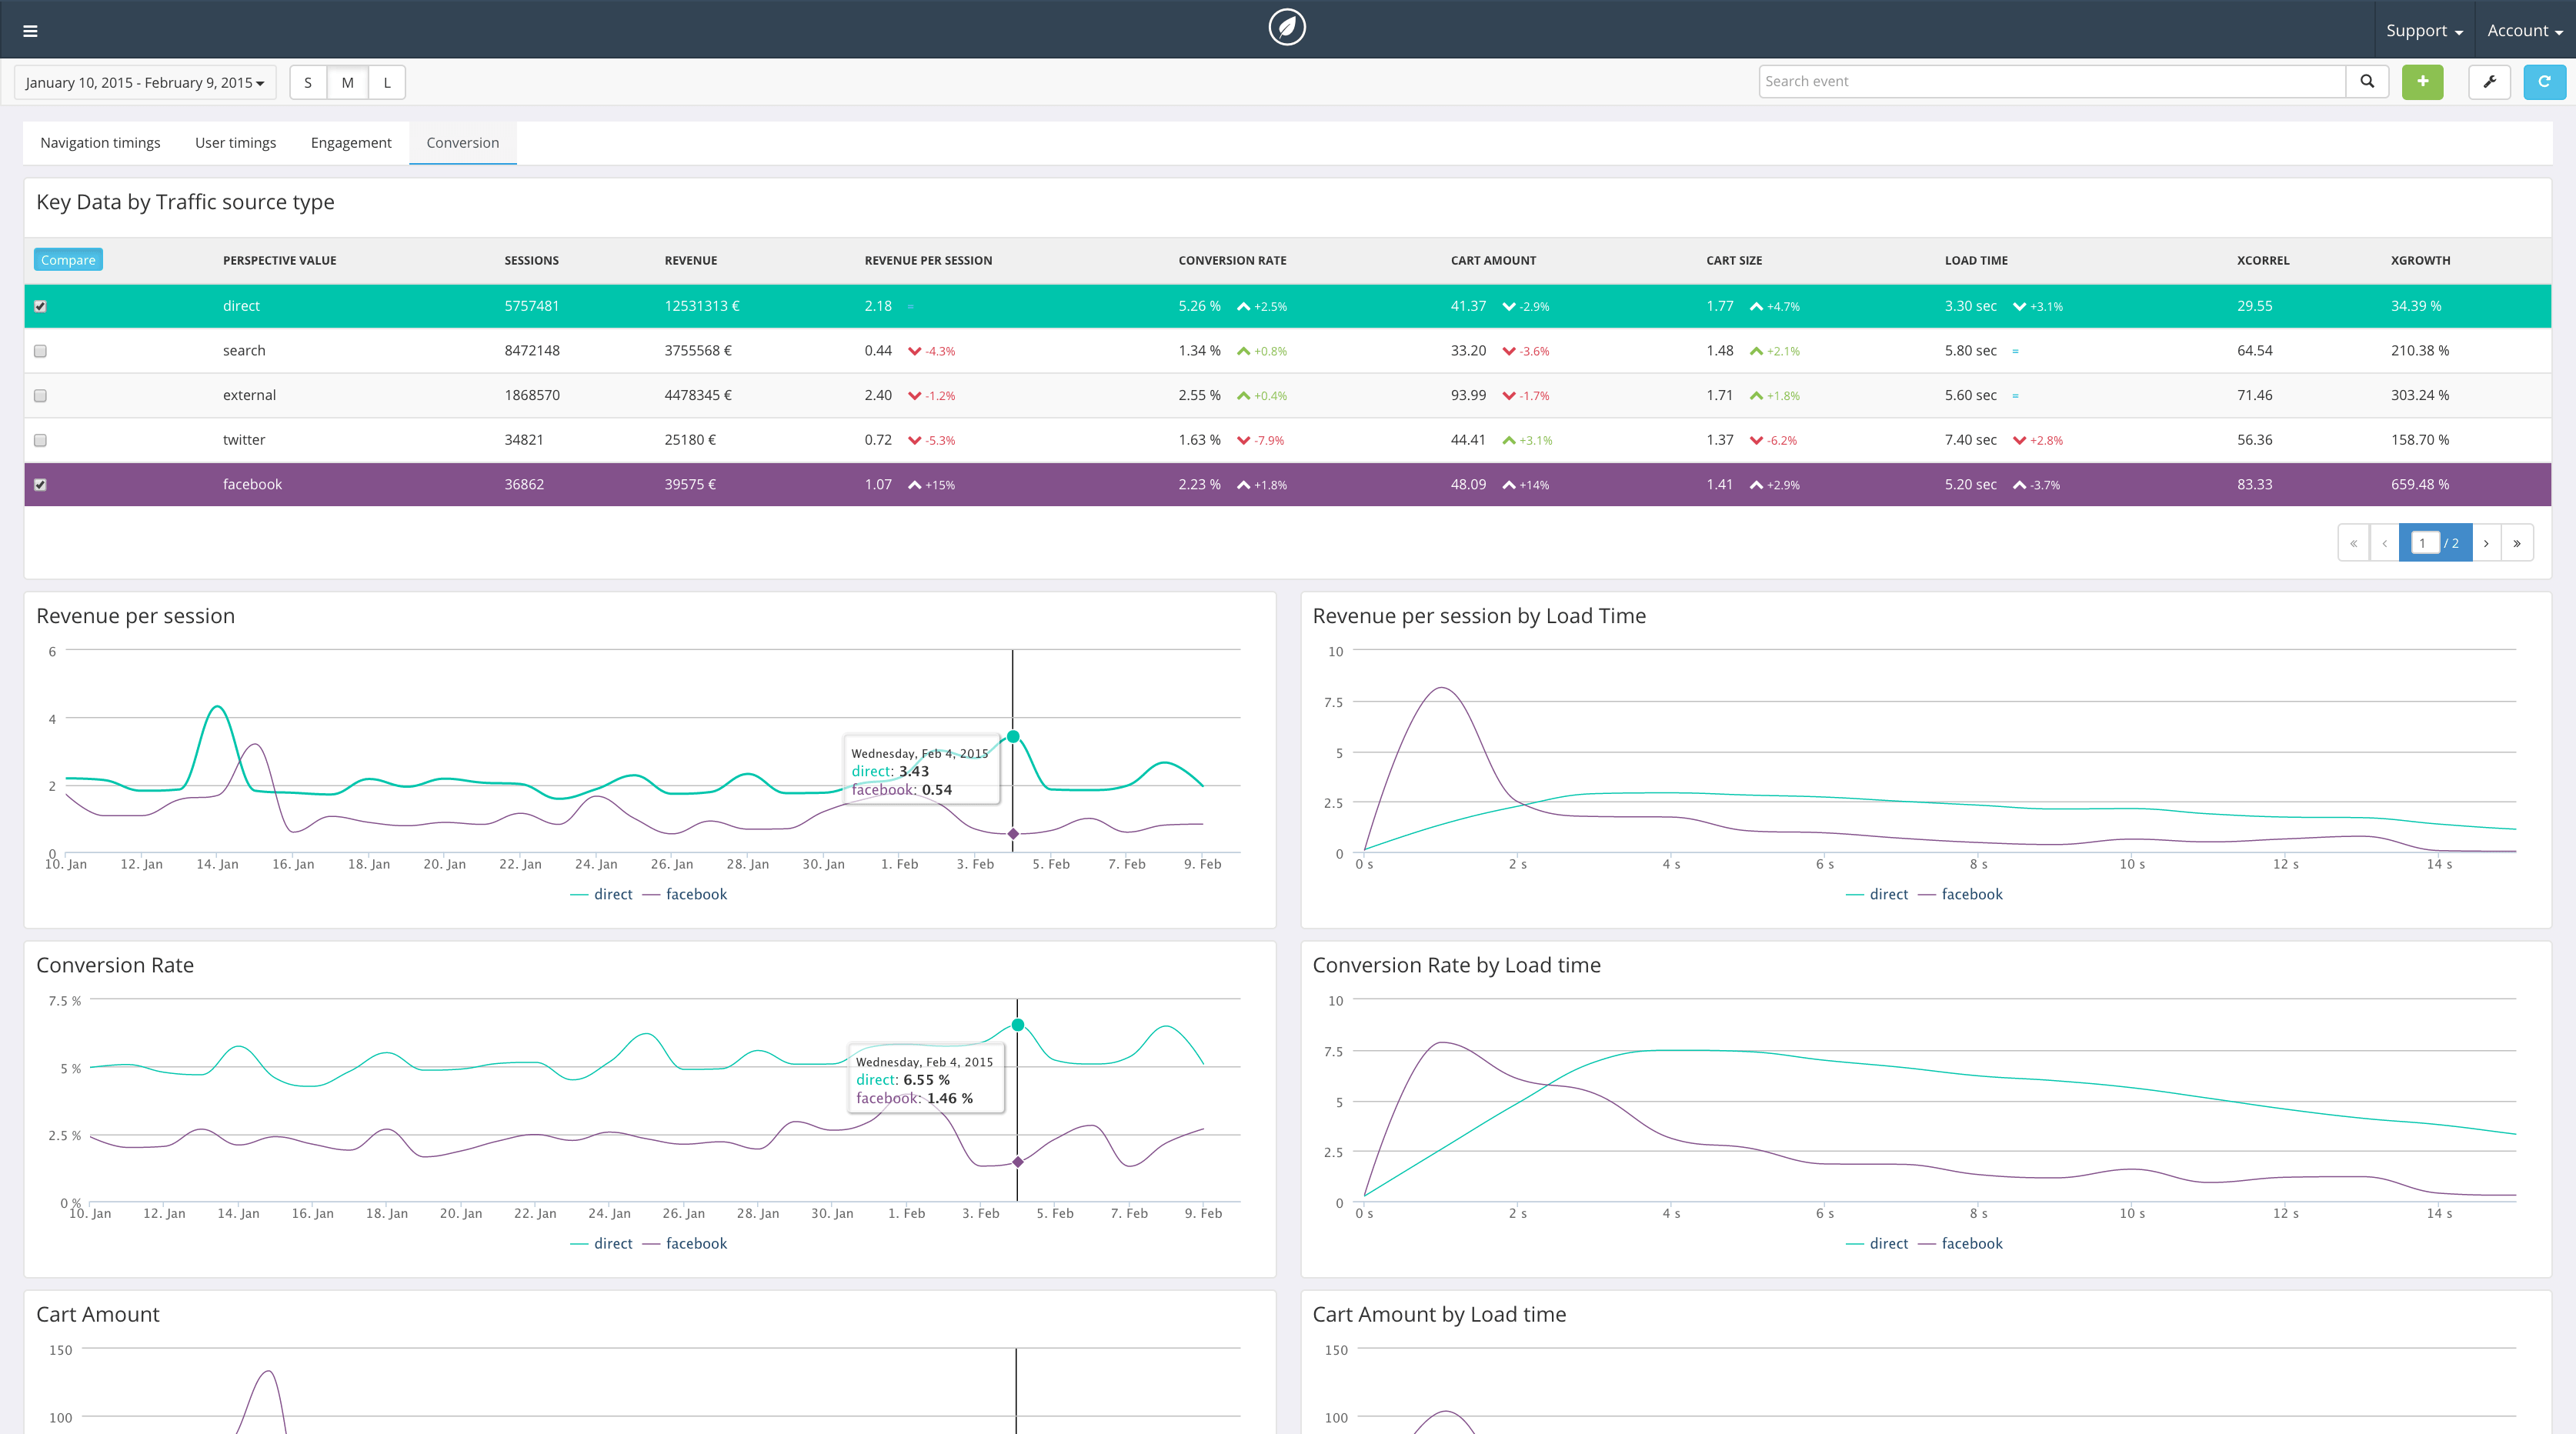 Support Account
January 10, 2015 - February 9, 2015 S M L Search event
Navigation timings User timings Engagement Conversion
Key Data by Traffic source type
Compare PERSPECTIVE VALUE SESSIONS REVENUE REVENUE PER SESSION CONVERSION RATE CART AMOUNT CART SIZE LOAD TIME XCORREL XGROWTH
direct 5757481 12531313 € 2.18 = 5.26 % +2.5% 41.37 -2.9% 1.77 +4.7% 3.30 sec +3.1% 29.55 34.39 %
search 8472148 3755568 € 0.44 -4.3% 1.34 % +0.8% 33.20 -3.6% 1.48 +2.1% 5.80 sec = 64.54 210.38 %
external 1868570 4478345 € 2.40 -1.2% 2.55 % +0.4% 93.99 -1.7% 1.71 +1.8% 5.60 sec = 71.46 303.24 %
twitter 34821 25180 € 0.72 -5.3% 1.63 % -7.9% 44.41 +3.1% 1.37 -6.2% 7.40 sec +2.8% 56.36 158.70 %
facebook 36862 39575 € 1.07 +15% 2.23 % +1.8% 48.09 +14% 1.41 +2.9% 5.20 sec -3.7% 83.33 659.48 %
« ‹ 1 / 2 › »
Revenue per session
6
4
2
0
Wednesday, Feb 4, 2015
direct: 3.43
facebook: 0.54
10. Jan 12. Jan 14. Jan 16. Jan 18. Jan 20. Jan 22. Jan 24. Jan 26. Jan 28. Jan 30. Jan 1. Feb 3. Feb 5. Feb 7. Feb 9. Feb
direct facebook
Revenue per session by Load Time
10
7.5
5
2.5
0
0 s 2 s 4 s 6 s 8 s 10 s 12 s 14 s
direct facebook
Conversion Rate
7.5 %
5 %
2.5 %
0 %
Wednesday, Feb 4, 2015
direct: 6.55 %
facebook: 1.46 %
10. Jan 12. Jan 14. Jan 16. Jan 18. Jan 20. Jan 22. Jan 24. Jan 26. Jan 28. Jan 30. Jan 1. Feb 3. Feb 5. Feb 7. Feb 9. Feb
direct facebook
Conversion Rate by Load time
10
7.5
5
2.5
0
0 s 2 s 4 s 6 s 8 s 10 s 12 s 14 s
direct facebook
Cart Amount
150
100
Cart Amount by Load time
150
100